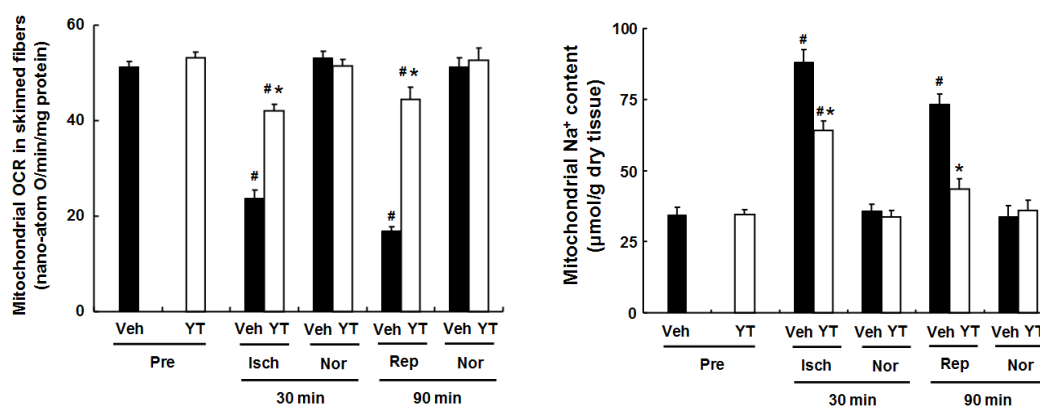 Mitochondrial OCR in skinned fibers
(nano-atom O/min/mg protein)
60
40
20
0
#
# *
#
# *
Veh YT Veh YT Veh YT Veh YT Veh YT
Pre Isch Nor Rep Nor
30 min 90 min
Mitochondrial Na⁺ content
(μmol/g dry tissue)
100
75
50
25
0
#
#*
#
*
Veh YT Veh YT Veh YT Veh YT Veh YT
Pre Isch Nor Rep Nor
30 min 90 min